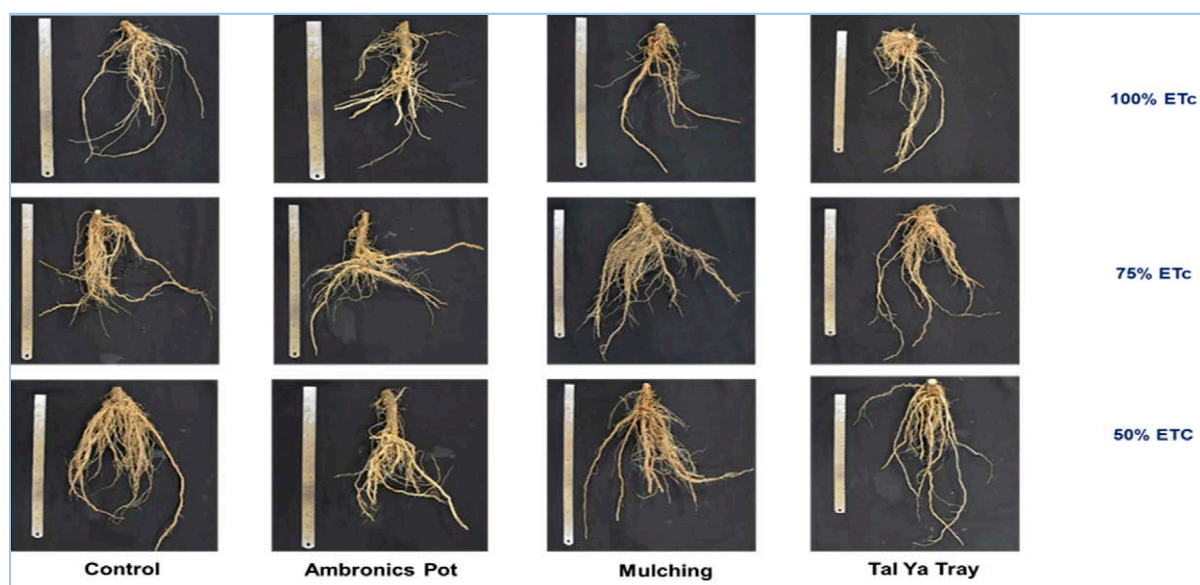 100% ETc
75% ETc
50% ETC
Control
Ambronics Pot
Mulching
Tal Ya Tray